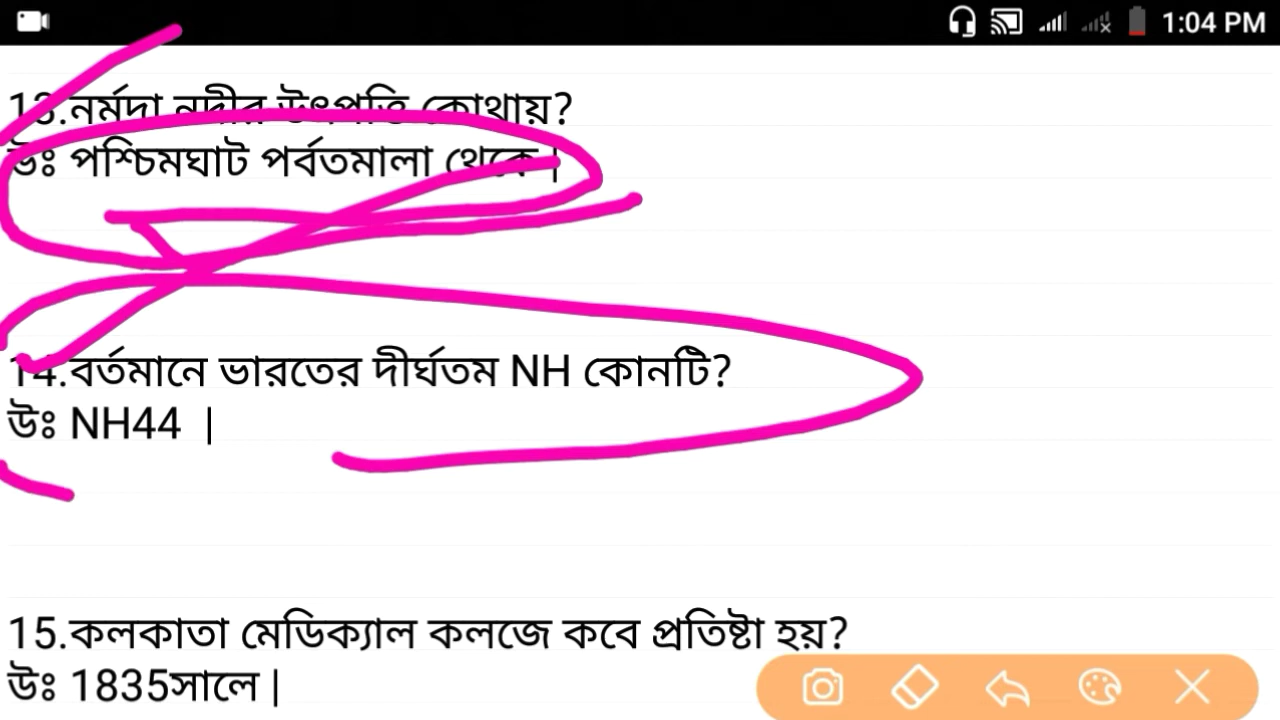 1:04 PM
13.নর্মদা নদীর উৎপত্তি কোথায়?
উঃ পশ্চিমঘাট পর্বতমালা থেকে |
14.বর্তমানে ভারতের দীর্ঘতম NH কোনটি?
উঃ NH44 |
15.কলকাতা মেডিক্যাল কলজে কবে প্রতিষ্টা হয়?
উঃ 1835সালে |